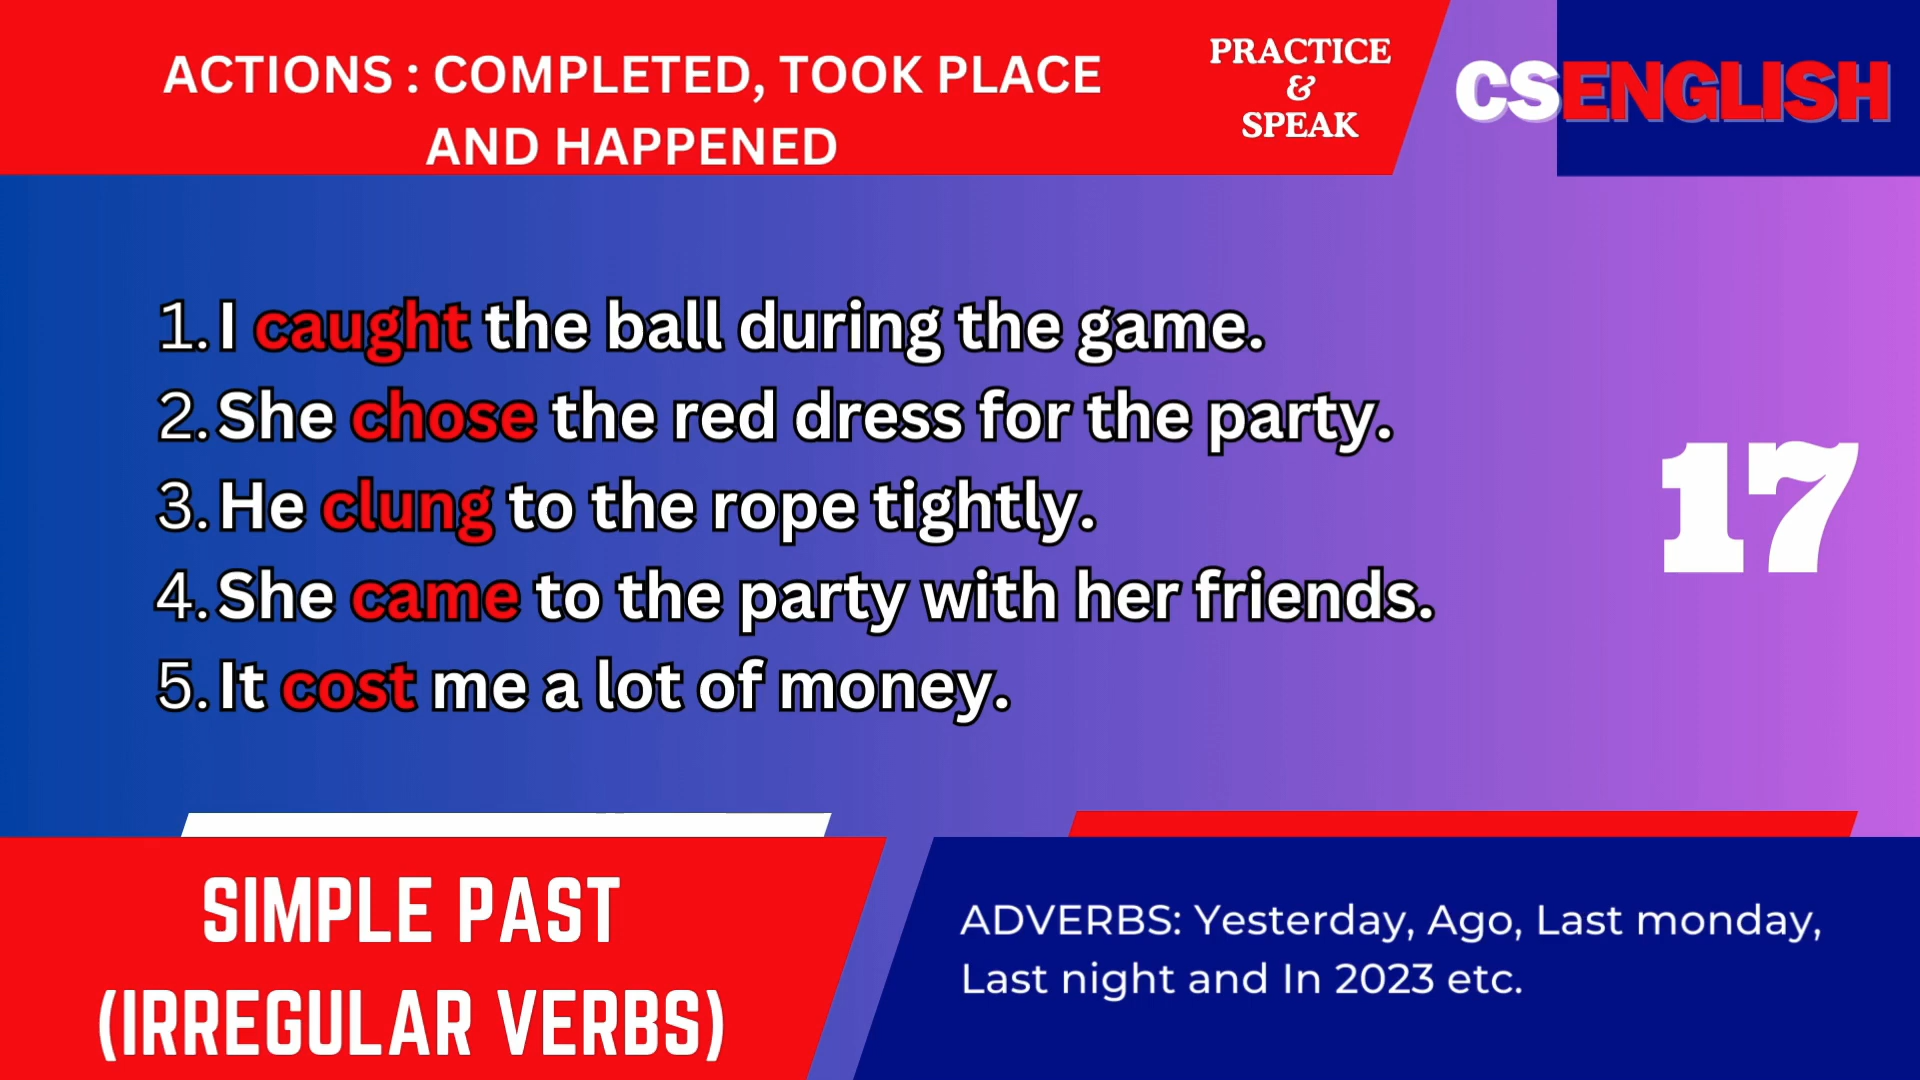 ACTIONS : COMPLETED, TOOK PLACE
AND HAPPENED
PRACTICE
&
SPEAK
CSENGLISH
1. I caught the ball during the game.
2. She chose the red dress for the party.
3. He clung to the rope tightly.
4. She came to the party with her friends.
5. It cost me a lot of money.
17
SIMPLE PAST
(IRREGULAR VERBS)
ADVERBS: Yesterday, Ago, Last monday,
Last night and In 2023 etc.